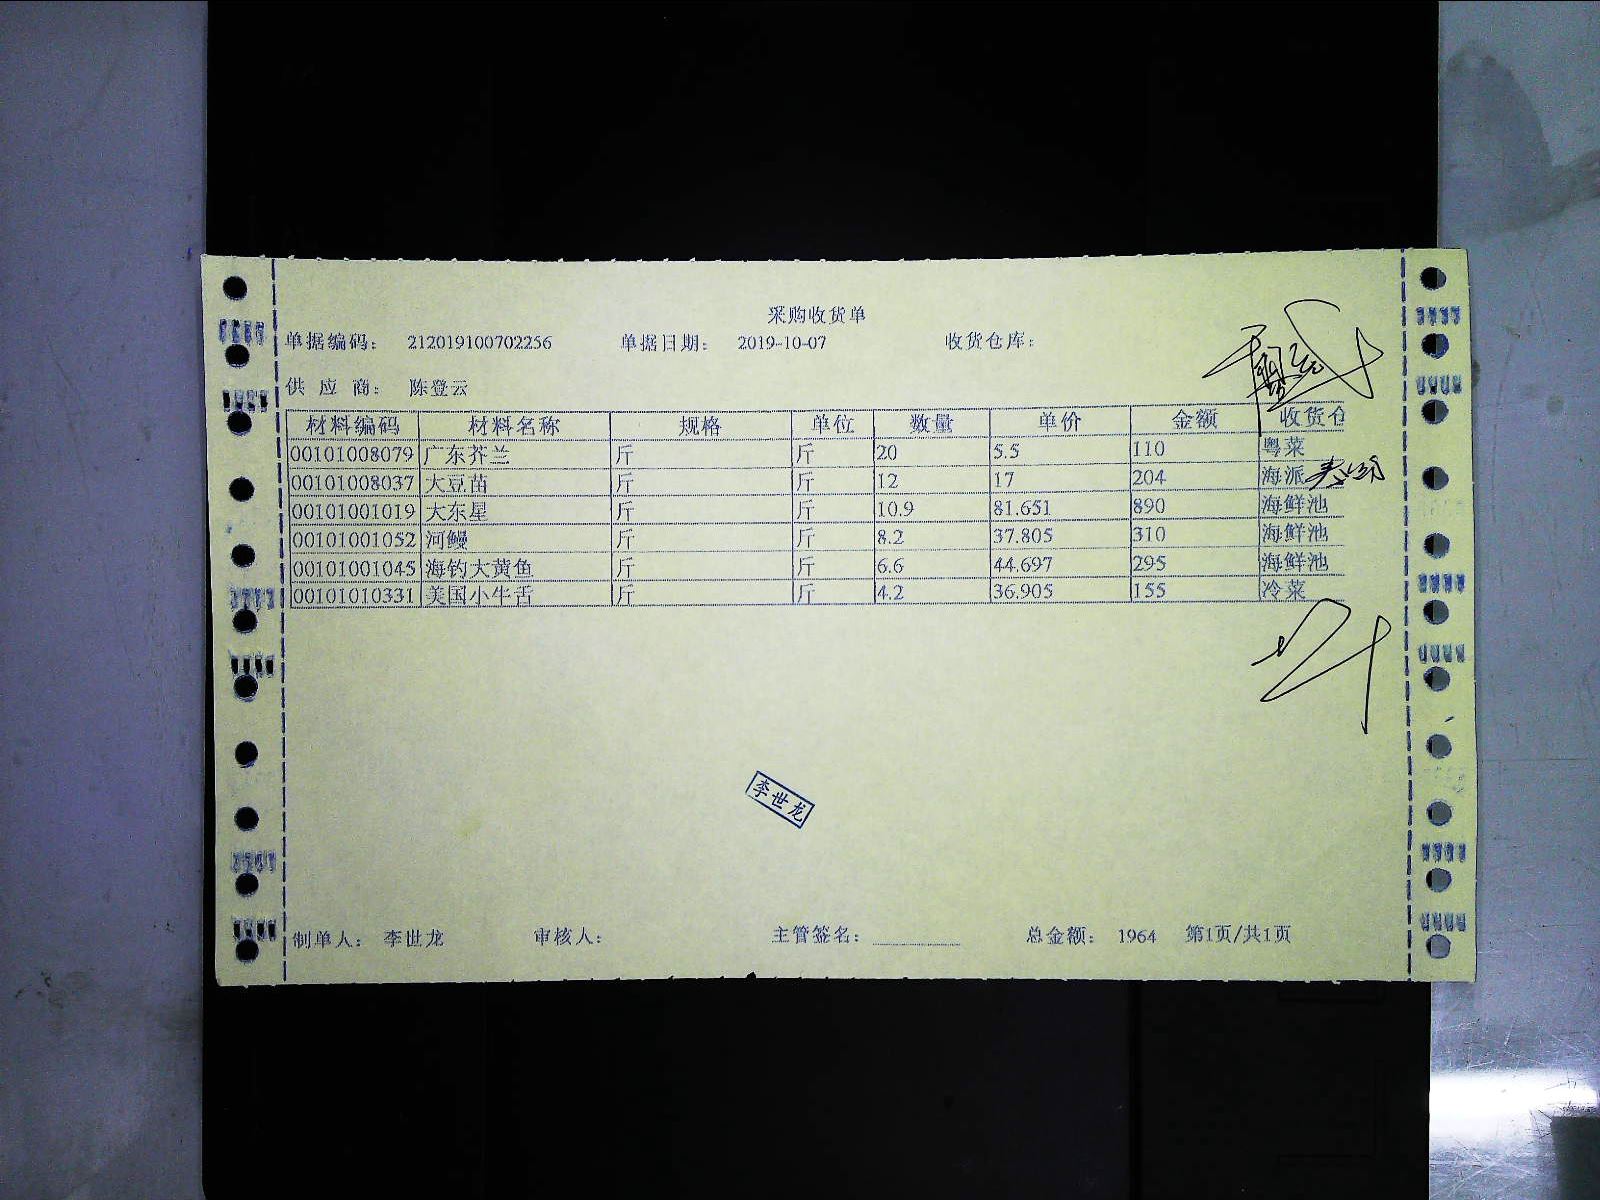 采购收货单
单据编码: 212019100702256 单据日期: 2019-10-07 收货仓库:
供 应 商: 陈登云
材料编码 材料名称 规格 单位 数量 单价 金额 收货仓
00101008079 广东芥兰 斤 斤 20 5.5 110 粤菜
00101008037 大豆苗 斤 斤 12 17 204 海派
00101001019 大东星 斤 斤 10.9 81.651 890 海鲜池
00101001052 河鳗 斤 斤 8.2 37.805 310 海鲜池
00101001045 海钓大黄鱼 斤 斤 6.6 44.697 295 海鲜池
00101010331 美国小牛舌 斤 斤 4.2 36.905 155 冷菜
李世龙
制单人: 李世龙 审核人: 主管签名: 总金额: 1964 第1页/共1页